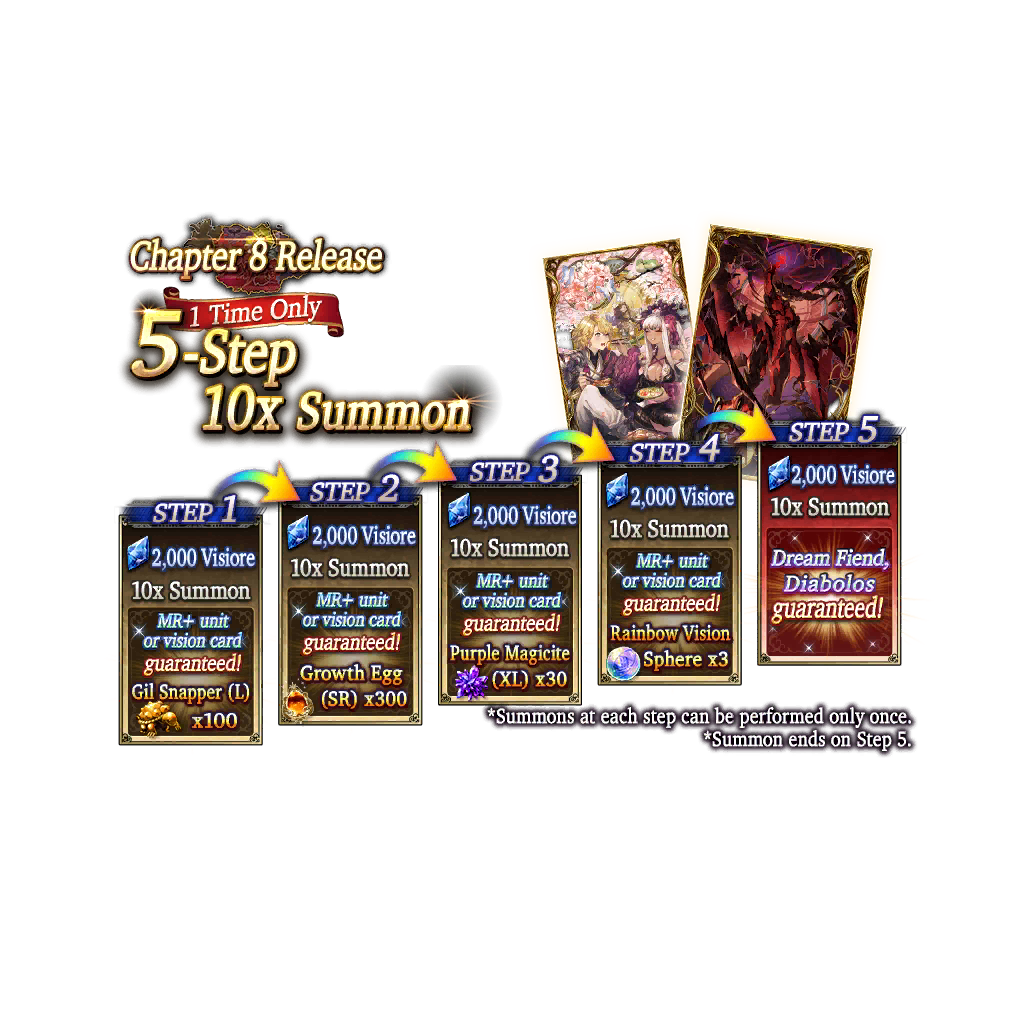 Chapter 8 Release
1 Time Only
5-Step
10x Summon
STEP 1
2,000 Visiore
10x Summon
MR+ unit
or vision card
guaranteed!
Gil Snapper (L)
x100
STEP 2
2,000 Visiore
10x Summon
MR+ unit
or vision card
guaranteed!
Growth Egg
(SR) x300
STEP 3
2,000 Visiore
10x Summon
MR+ unit
or vision card
guaranteed!
Purple Magicite
(XL) x30
STEP 4
2,000 Visiore
10x Summon
MR+ unit
or vision card
guaranteed!
Rainbow Vision
Sphere x3
STEP 5
2,000 Visiore
10x Summon
Dream Fiend,
Diabolos
guaranteed!
*Summons at each step can be performed only once.
*Summon ends on Step 5.